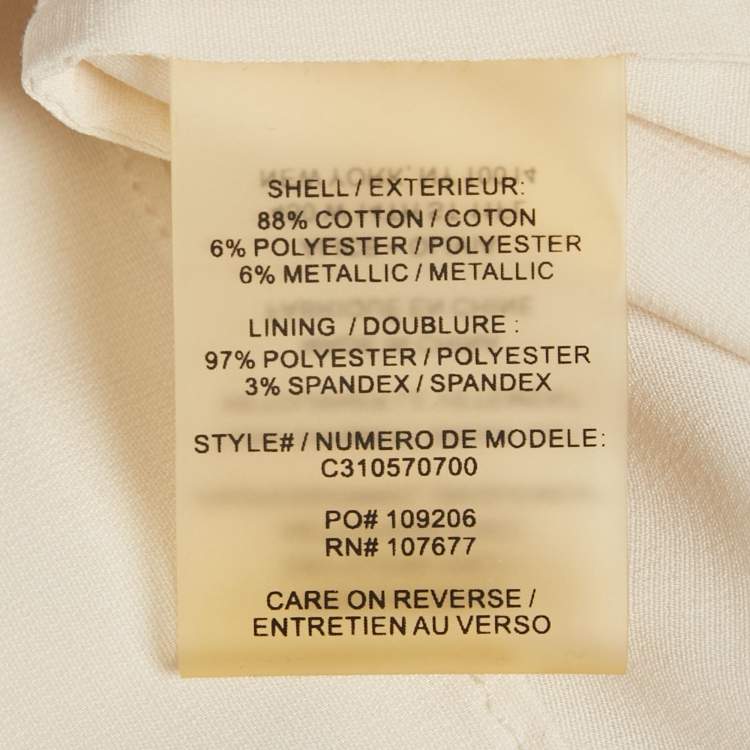 SHELL / EXTERIEUR:
88% COTTON / COTON
6% POLYESTER / POLYESTER
6% METALLIC / METALLIC
LINING / DOUBLURE :
97% POLYESTER / POLYESTER
3% SPANDEX / SPANDEX
STYLE# / NUMERO DE MODELE:
C310570700
PO# 109206
RN# 107677
CARE ON REVERSE /
ENTRETIEN AU VERSO